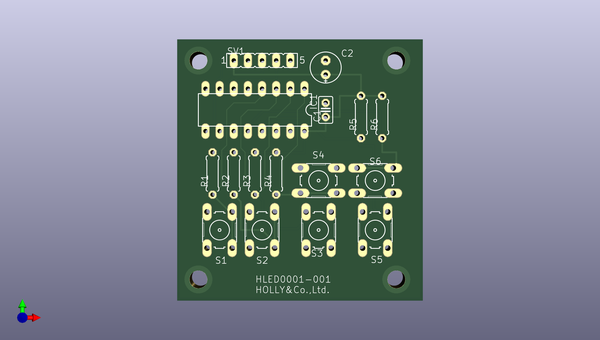 SV1
C2
1
5
C1
R5
R6
S4
S6
R1
R2
R3
R4
S1
S2
S3
S5
HLED0001-001
HOLLY&Co.,Ltd.